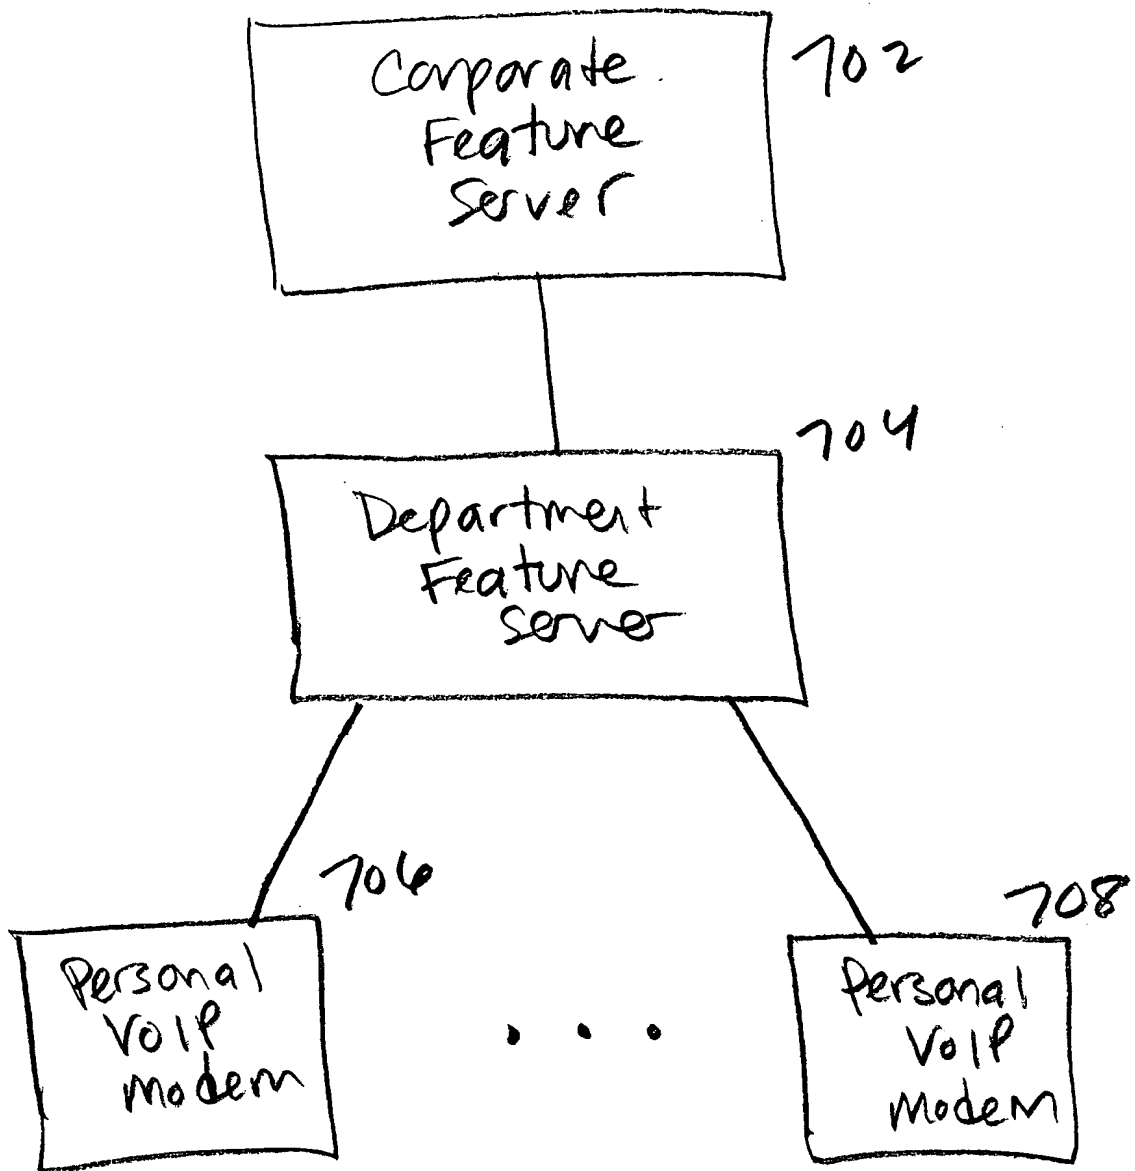 Corporate
Feature
Server
702
704
Department
Feature
Server
706
708
Personal
VOIP
Modem
...
Personal
VOIP
Modem